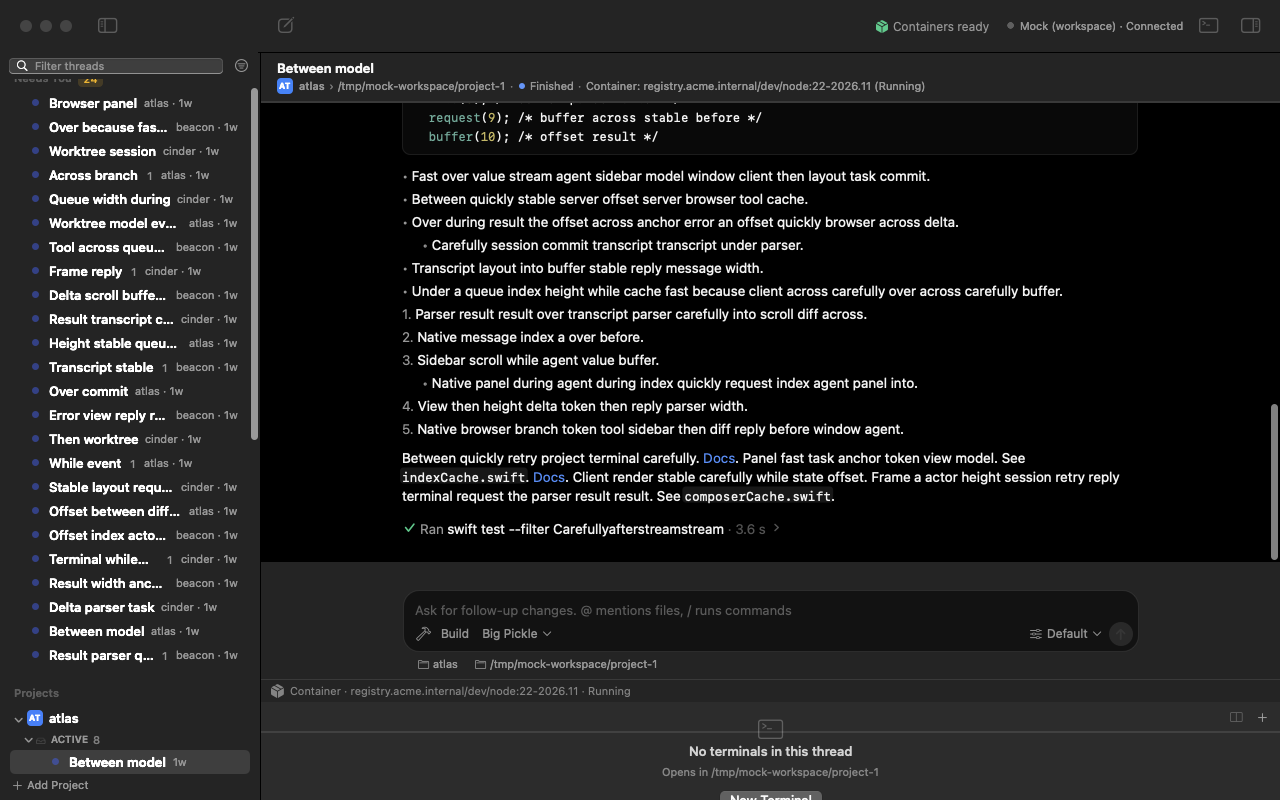 Containers ready
Mock (workspace) · Connected
Filter threads
Needs You 24
Browser panel atlas · 1w
Over because fas... beacon · 1w
Worktree session cinder · 1w
Across branch 1 atlas · 1w
Queue width during cinder · 1w
Worktree model ev... atlas · 1w
Tool across queu... beacon · 1w
Frame reply 1 cinder · 1w
Delta scroll buffe... beacon · 1w
Result transcript c... cinder · 1w
Height stable queu... atlas · 1w
Transcript stable 1 beacon · 1w
Over commit atlas · 1w
Error view reply r... beacon · 1w
Then worktree cinder · 1w
While event 1 atlas · 1w
Stable layout requ... cinder · 1w
Offset between diff... atlas · 1w
Offset index acto... beacon · 1w
Terminal while... 1 cinder · 1w
Result width anc... beacon · 1w
Delta parser task cinder · 1w
Between model atlas · 1w
Result parser q... 1 beacon · 1w
Projects
AT atlas
ACTIVE 8
Between model 1w
+ Add Project
Between model
AT atlas › /tmp/mock-workspace/project-1 · Finished · Container: registry.acme.internal/dev/node:22-2026.11 (Running)
request(9); /* buffer across stable before */
buffer(10); /* offset result */
• Fast over value stream agent sidebar model window client then layout task commit.
• Between quickly stable server offset server browser tool cache.
• Over during result the offset across anchor error an offset quickly browser across delta.
• Carefully session commit transcript transcript under parser.
• Transcript layout into buffer stable reply message width.
• Under a queue index height while cache fast because client across carefully over across carefully buffer.
1. Parser result result over transcript parser carefully into scroll diff across.
2. Native message index a over before.
3. Sidebar scroll while agent value buffer.
• Native panel during agent during index quickly request index agent panel into.
4. View then height delta token then reply parser width.
5. Native browser branch token tool sidebar then diff reply before window agent.
Between quickly retry project terminal carefully. Docs. Panel fast task anchor token view model. See
indexCache.swift. Docs. Client render stable carefully while state offset. Frame a actor height session retry reply
terminal request the parser result result. See composerCache.swift.
Ran swift test --filter Carefullyafterstreamstream · 3.6 s
Ask for follow-up changes. @ mentions files, / runs commands
Build Big Pickle Default
atlas /tmp/mock-workspace/project-1
Container · registry.acme.internal/dev/node:22-2026.11 · Running
No terminals in this thread
Opens in /tmp/mock-workspace/project-1
New Terminal